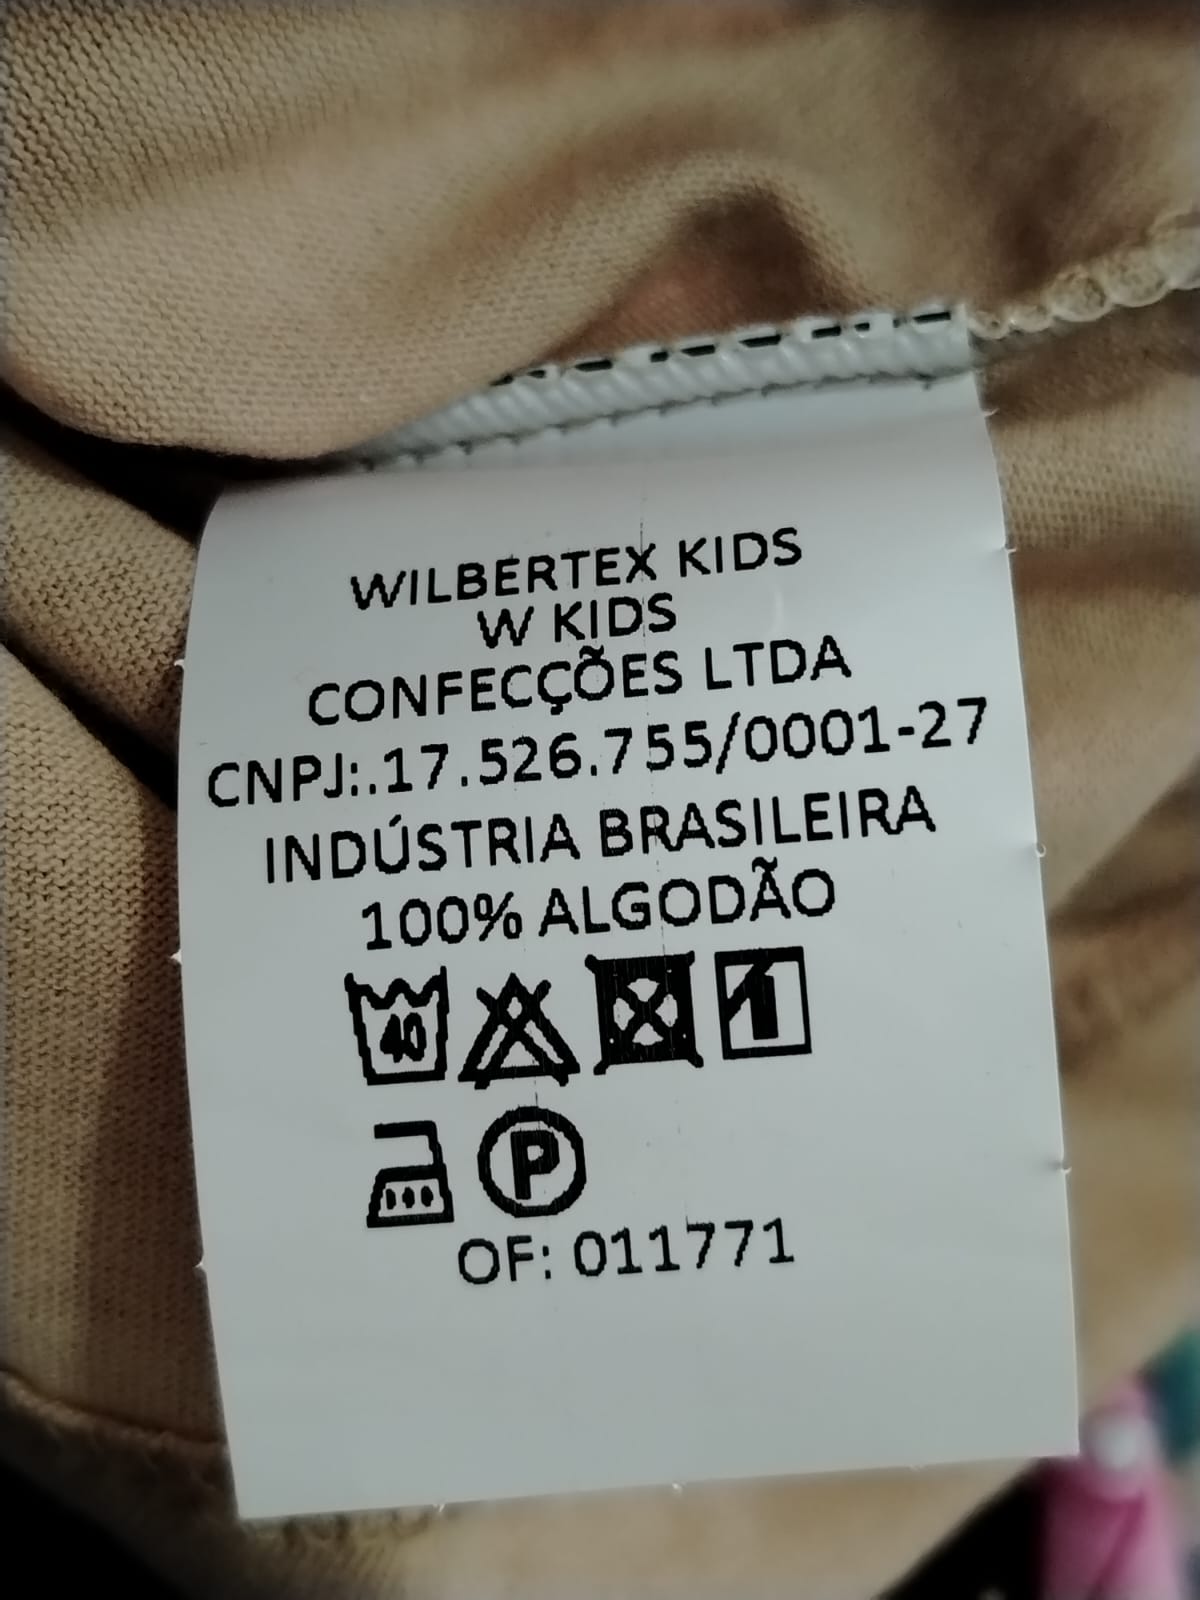 WILBERTEX KIDS
W KIDS
CONFECÇÕES LTDA
CNPJ:.17.526.755/0001-27
INDÚSTRIA BRASILEIRA
100% ALGODÃO
40
P
OF: 011771